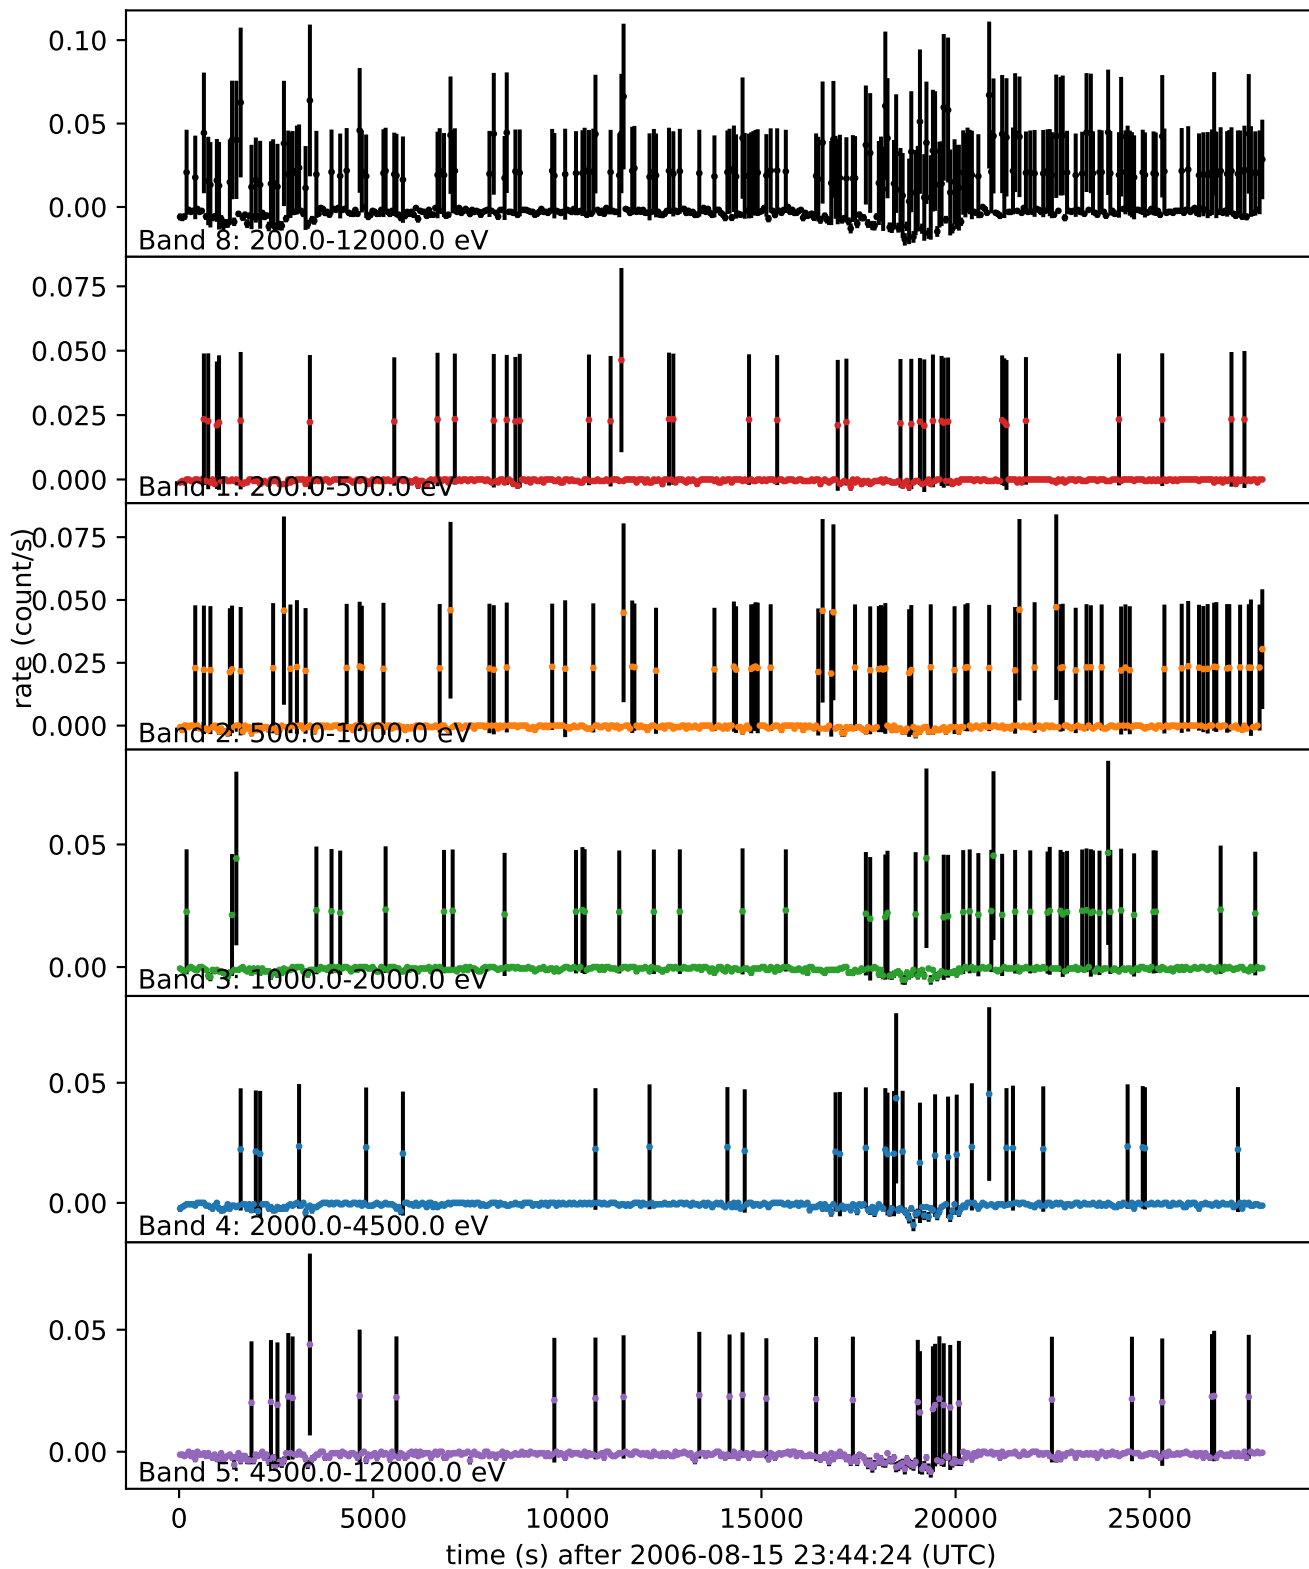 0.10
0.05
0.00
Band 8: 200.0-12000.0 eV
0.075
0.050
0.025
0.000
Band 1: 200.0-500.0 eV
rate (count/s)
0.075
0.050
0.025
0.000
Band 2: 500.0-1000.0 eV
0.05
0.00
Band 3: 1000.0-2000.0 eV
0.05
0.00
Band 4: 2000.0-4500.0 eV
0.05
0.00
Band 5: 4500.0-12000.0 eV
0 5000 10000 15000 20000 25000
time (s) after 2006-08-15 23:44:24 (UTC)